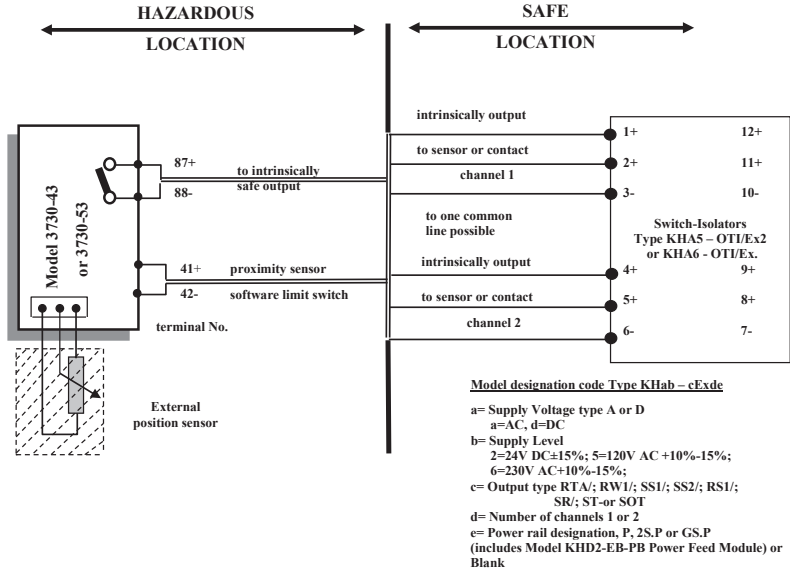 HAZARDOUS
LOCATION
SAFE
LOCATION
Model 3730-43
or 3730-53
87+
88-
to intrinsically
safe output
41+
42-
proximity sensor
software limit switch
terminal No.
External
position sensor
intrinsically output
to sensor or contact
channel 1
to one common
line possible
intrinsically output
to sensor or contact
channel 2
1+ 12+
2+ 11+
3- 10-
Switch-Isolators
Type KHA5 – OTI/Ex2
or KHA6 - OTI/Ex.
4+ 9+
5+ 8+
6- 7-
Model designation code Type KHab – cExde
a= Supply Voltage type A or D
a=AC, d=DC
b= Supply Level
2=24V DC±15%; 5=120V AC +10%-15%;
6=230V AC+10%-15%;
c= Output type RTA/; RW1/; SS1/; SS2/; RS1/;
SR/; ST-or SOT
d= Number of channels 1 or 2
e= Power rail designation, P, 2S.P or GS.P
(includes Model KHD2-EB-PB Power Feed Module) or
Blank